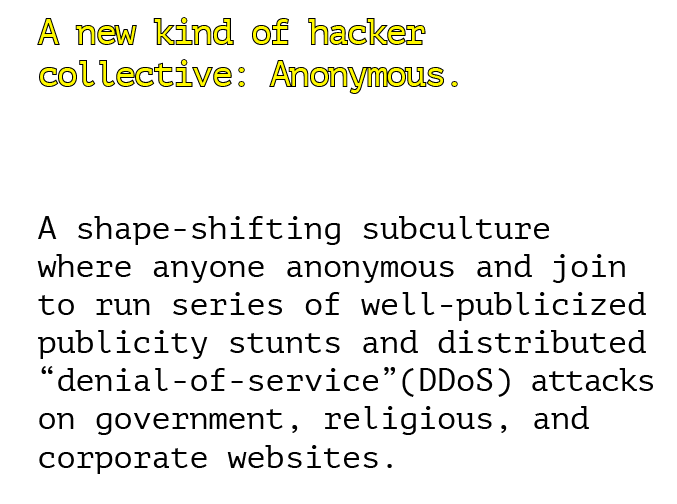 A new kind of hacker
collective: Anonymous.
A shape-shifting subculture
where anyone anonymous and join
to run series of well-publicized
publicity stunts and distributed
“denial-of-service”(DDoS) attacks
on government, religious, and
corporate websites.